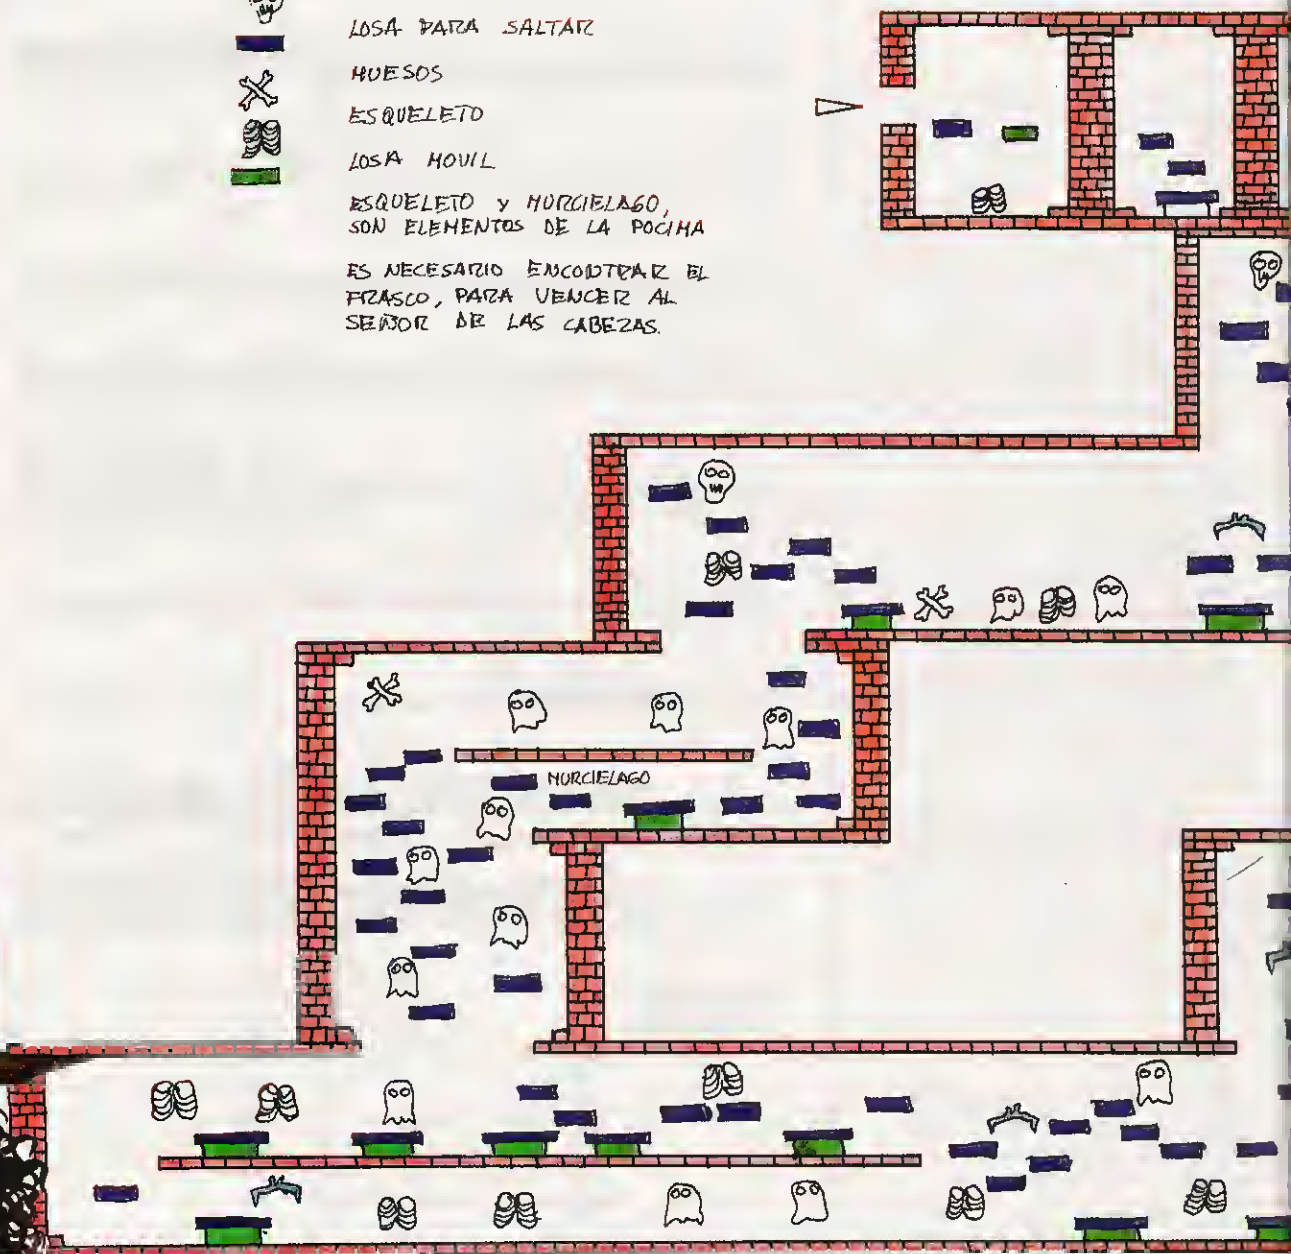 LOSA PARA SALTAR
HUESOS
ESQUELETO
LOSA MOVIL
ESQUELETO Y MURCIELAGO,
SON ELEMENTOS DE LA POCIMA
ES NECESARIO ENCONTRAR EL
FRASCO, PARA VENCER AL
SEÑOR DE LAS CABEZAS.
MURCIELAGO